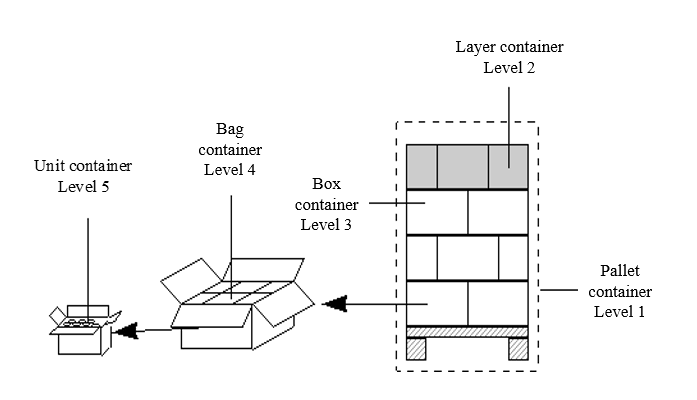 Layer container
Level 2
Bag
container
Level 4
Unit container
Level 5
Box
container
Level 3
Pallet
container
Level 1